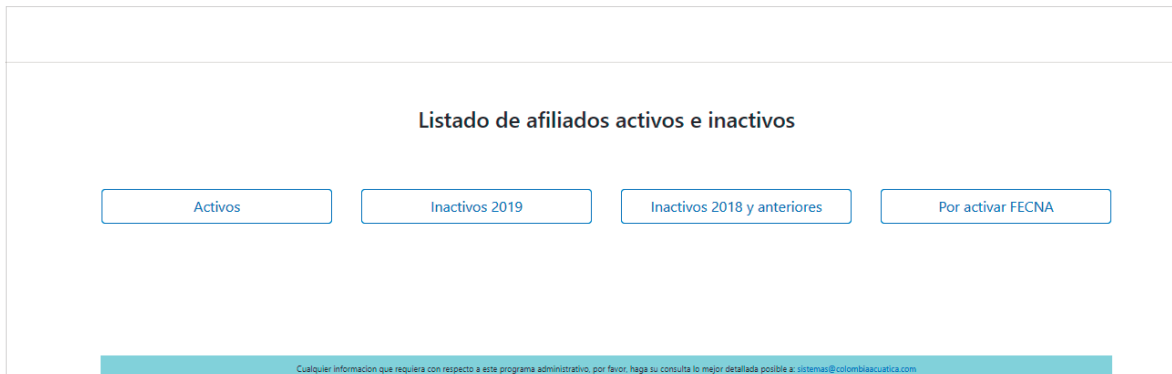 Listado de afiliados activos e inactivos
Activos
Inactivos 2019
Inactivos 2018 y anteriores
Por activar FECNA
Cualquier informacion que requiera con respecto a este programa administrativo, por favor, haga su consulta lo mejor detallada posible a: sistemas@colombiaacuatica.com